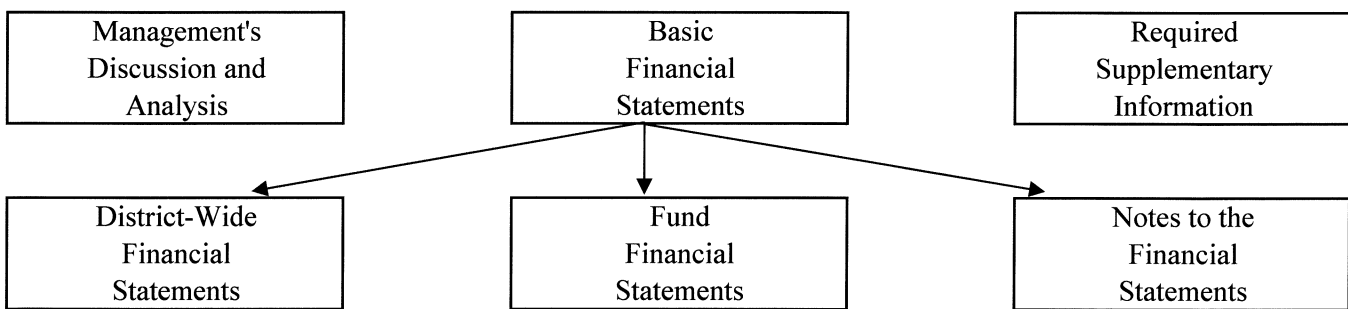 Management's
Discussion and
Analysis
Basic
Financial
Statements
Required
Supplementary
Information
District-Wide
Financial
Statements
Fund
Financial
Statements
Notes to the
Financial
Statements